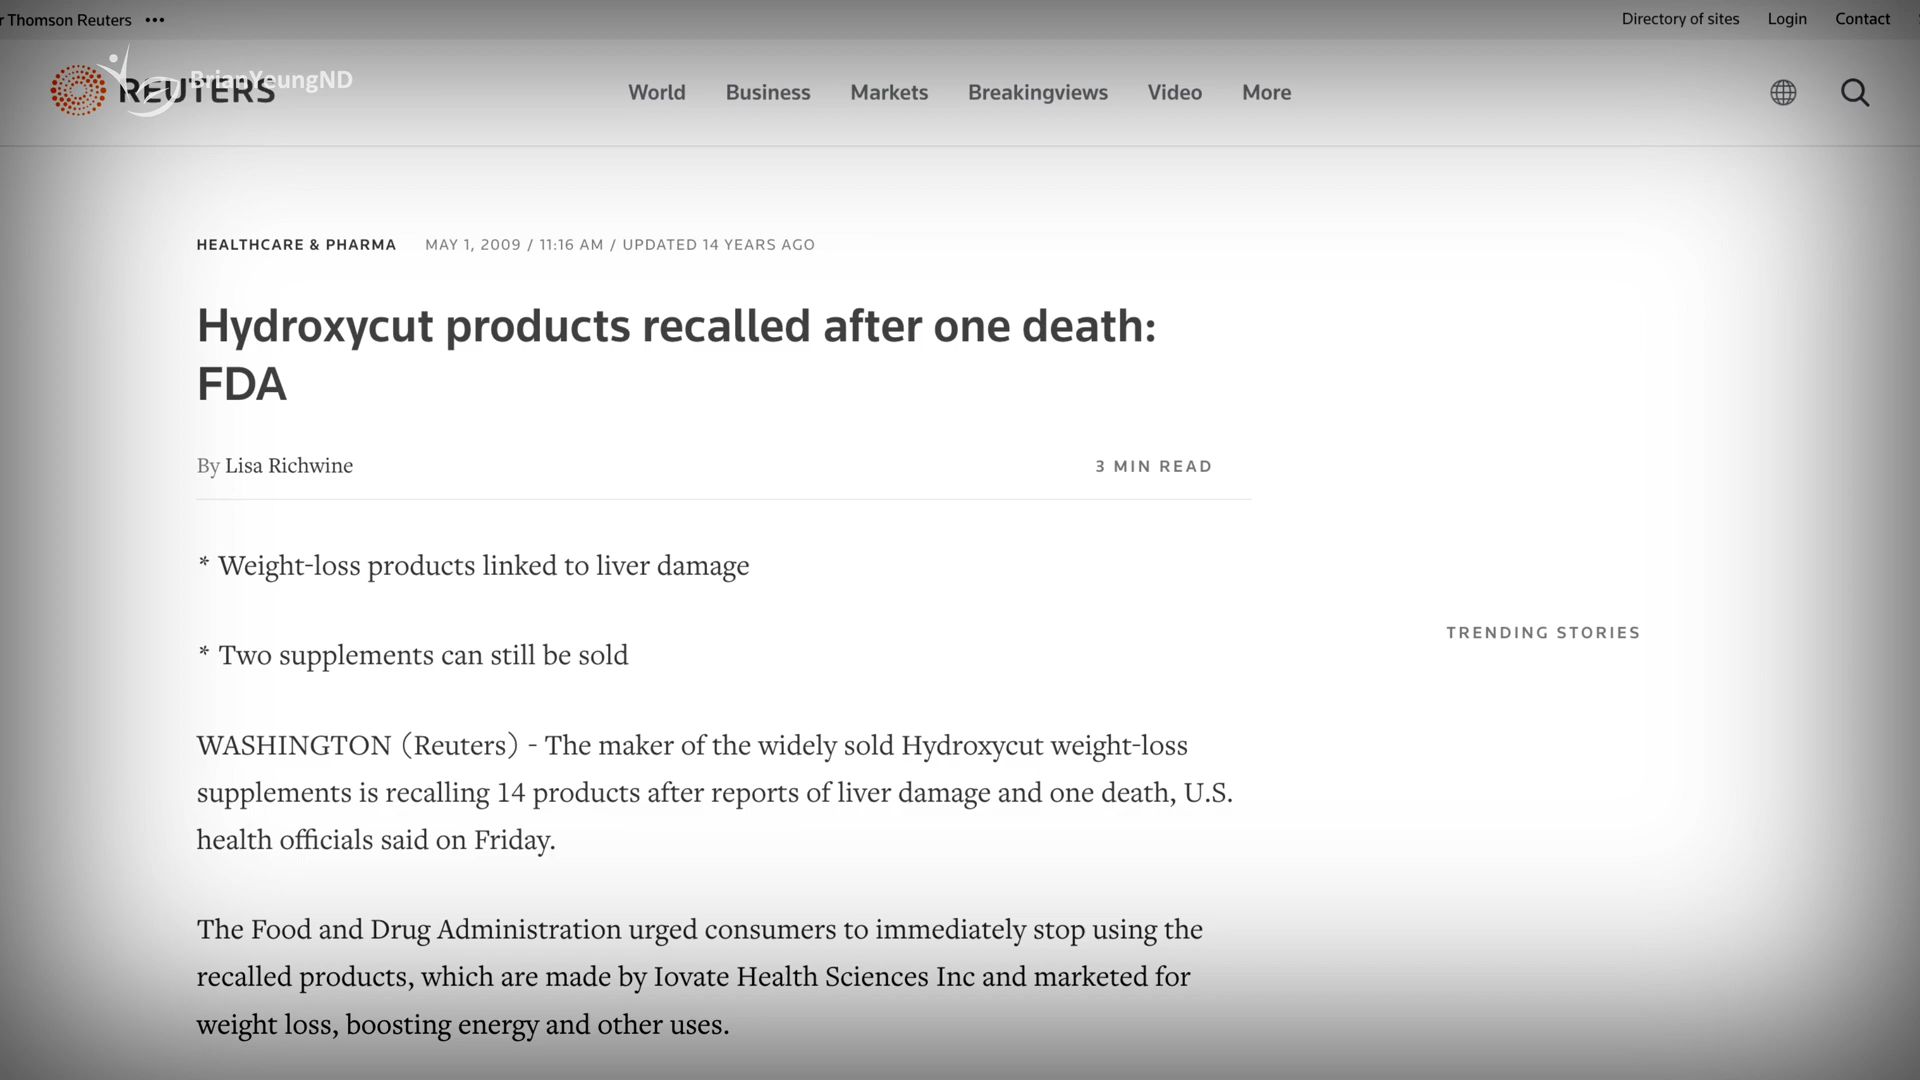 r Thomson Reuters •••
Directory of sites Login Contact
REUTERS
BrianYeungND
World Business Markets Breakingviews Video More
HEALTHCARE & PHARMA MAY 1, 2009 / 11:16 AM / UPDATED 14 YEARS AGO
Hydroxycut products recalled after one death:
FDA
By Lisa Richwine
3 MIN READ
* Weight-loss products linked to liver damage
* Two supplements can still be sold
TRENDING STORIES
WASHINGTON (Reuters) - The maker of the widely sold Hydroxycut weight-loss
supplements is recalling 14 products after reports of liver damage and one death, U.S.
health officials said on Friday.
The Food and Drug Administration urged consumers to immediately stop using the
recalled products, which are made by Iovate Health Sciences Inc and marketed for
weight loss, boosting energy and other uses.